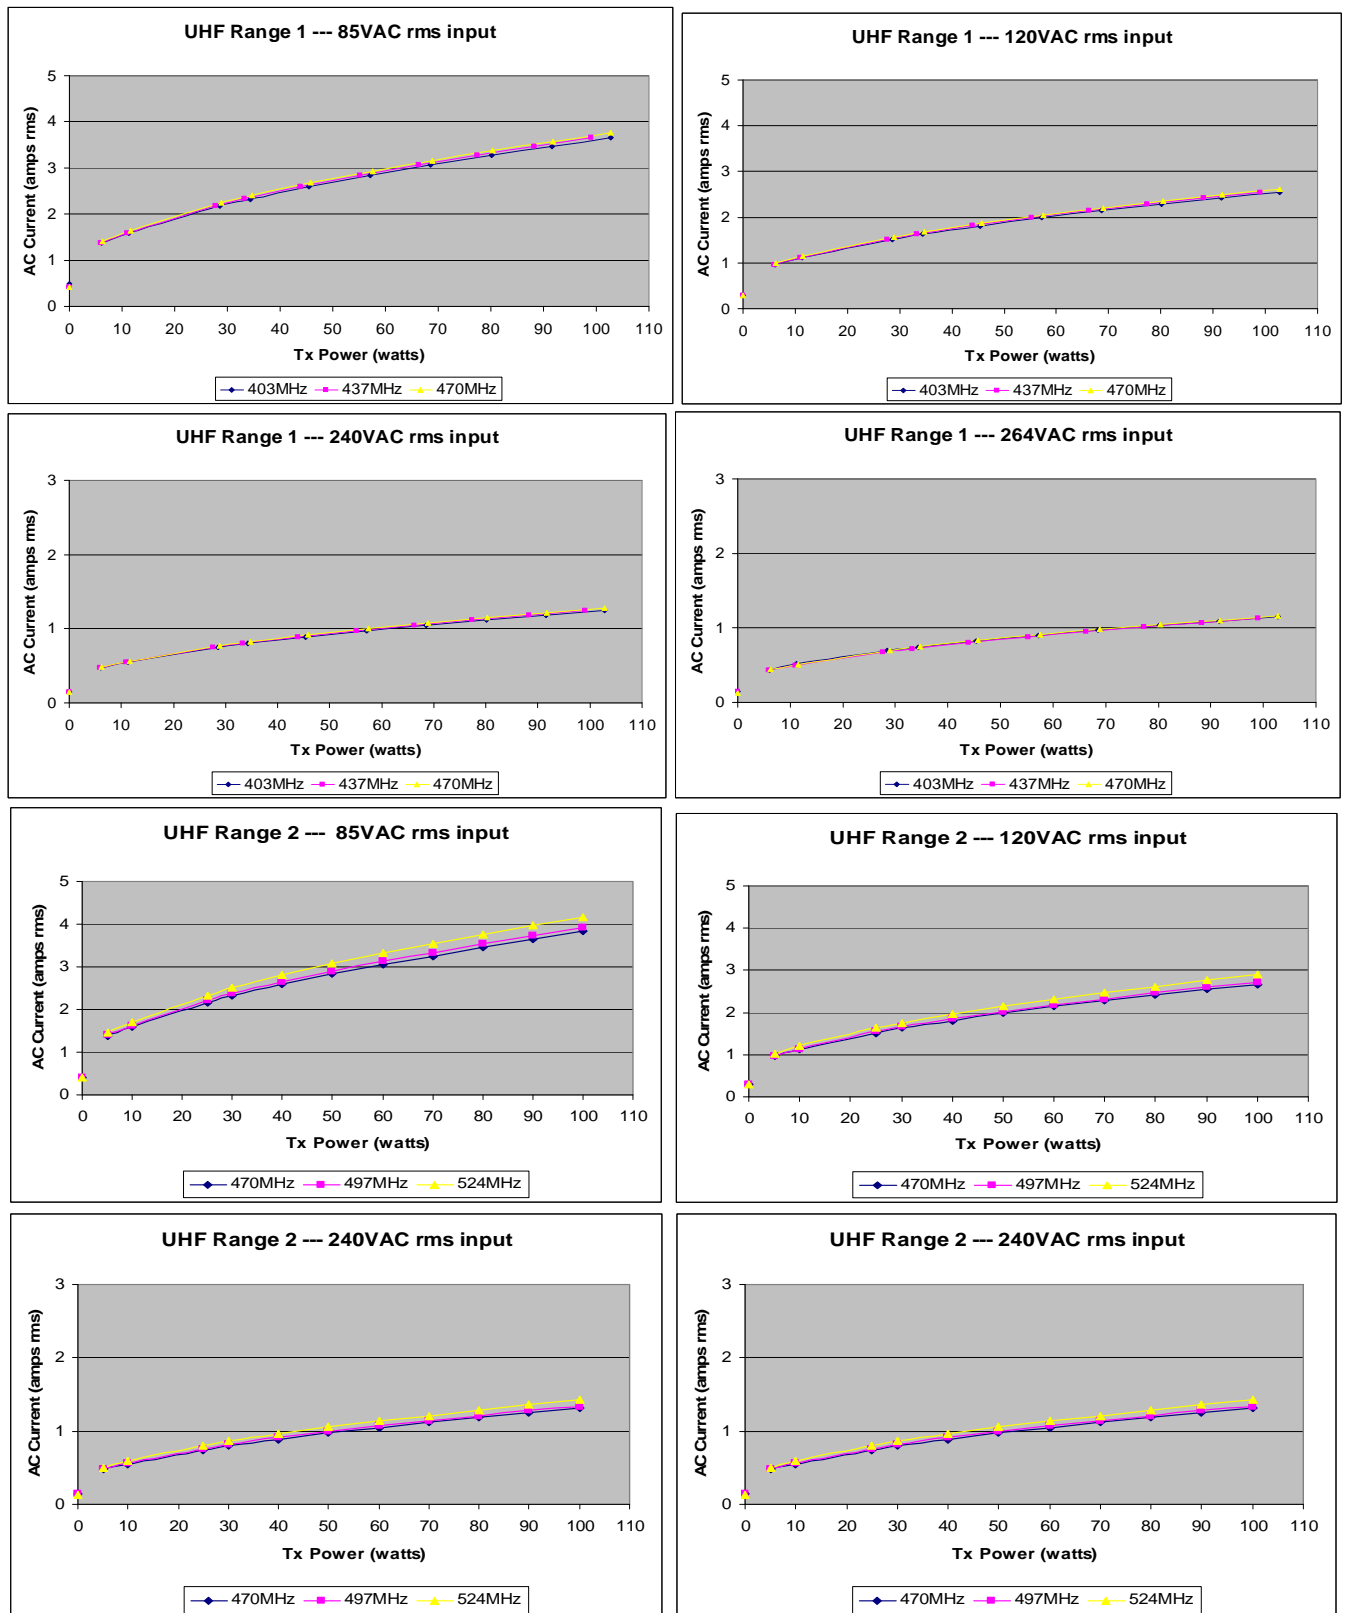 UHF Range 1 --- 85VAC rms input
AC Current (amps rms)
5
4
3
2
1
0
0 10 20 30 40 50 60 70 80 90 100 110
Tx Power (watts)
403MHz 437MHz 470MHz
UHF Range 1 --- 120VAC rms input
AC Current (amps rms)
5
4
3
2
1
0
0 10 20 30 40 50 60 70 80 90 100 110
Tx Power (watts)
403MHz 437MHz 470MHz
UHF Range 1 --- 240VAC rms input
AC Current (amps rms)
3
2
1
0
0 10 20 30 40 50 60 70 80 90 100 110
Tx Power (watts)
403MHz 437MHz 470MHz
UHF Range 1 --- 264VAC rms input
AC Current (amps rms)
3
2
1
0
0 10 20 30 40 50 60 70 80 90 100 110
Tx Power (watts)
403MHz 437MHz 470MHz
UHF Range 2 --- 85VAC rms input
AC Current (amps rms)
5
4
3
2
1
0
0 10 20 30 40 50 60 70 80 90 100 110
Tx Power (watts)
470MHz 497MHz 524MHz
UHF Range 2 --- 120VAC rms input
AC Current (amps rms)
5
4
3
2
1
0
0 10 20 30 40 50 60 70 80 90 100 110
Tx Power (watts)
470MHz 497MHz 524MHz
UHF Range 2 --- 240VAC rms input
AC Current (amps rms)
3
2
1
0
0 10 20 30 40 50 60 70 80 90 100 110
Tx Power (watts)
470MHz 497MHz 524MHz
UHF Range 2 --- 240VAC rms input
AC Current (amps rms)
3
2
1
0
0 10 20 30 40 50 60 70 80 90 100 110
Tx Power (watts)
470MHz 497MHz 524MHz